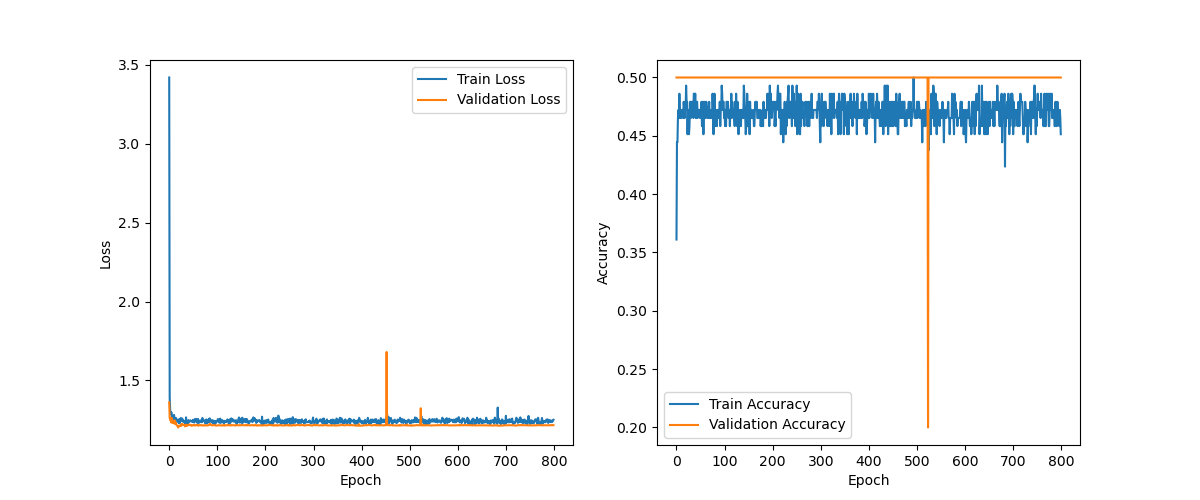 3.5
3.0
2.5
2.0
1.5
Loss
0 100 200 300 400 500 600 700 800
Epoch
Train Loss
Validation Loss
0.50
0.45
0.40
0.35
0.30
0.25
0.20
Accuracy
0 100 200 300 400 500 600 700 800
Epoch
Train Accuracy
Validation Accuracy